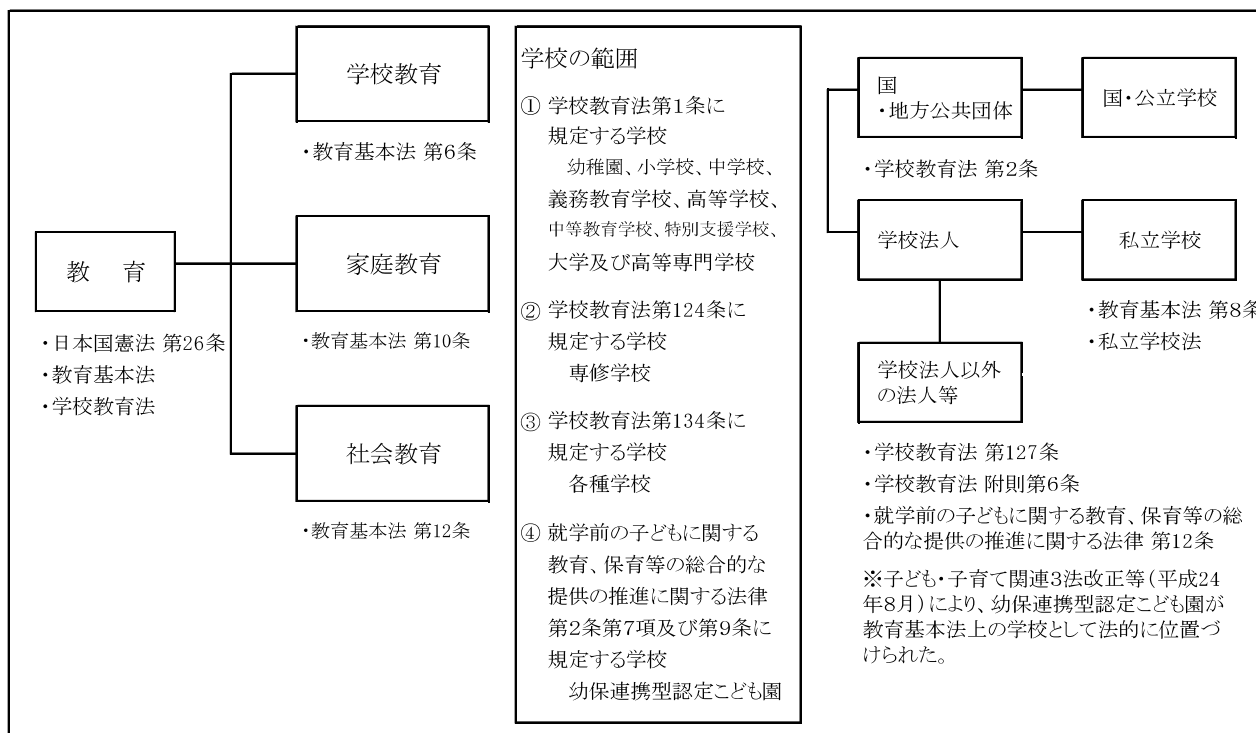 教　育
・日本国憲法 第26条
・教育基本法
・学校教育法
学校教育
・教育基本法 第6条
家庭教育
・教育基本法 第10条
社会教育
・教育基本法 第12条
学校の範囲
① 学校教育法第1条に
規定する学校
幼稚園、小学校、中学校、
義務教育学校、高等学校、
中等教育学校、特別支援学校、
大学及び高等専門学校
② 学校教育法第124条に
規定する学校
専修学校
③ 学校教育法第134条に
規定する学校
各種学校
④ 就学前の子どもに関する
教育、保育等の総合的な
提供の推進に関する法律
第2条第7項及び第9条に
規定する学校
幼保連携型認定こども園
国
・地方公共団体
国・公立学校
・学校教育法 第2条
学校法人
私立学校
・教育基本法 第8条
・私立学校法
学校法人以外
の法人等
・学校教育法 第127条
・学校教育法 附則第6条
・就学前の子どもに関する教育、保育等の総
合的な提供の推進に関する法律 第12条
※子ども・子育て関連3法改正等(平成24
年8月)により、幼保連携型認定こども園が
教育基本法上の学校として法的に位置づ
けられた。